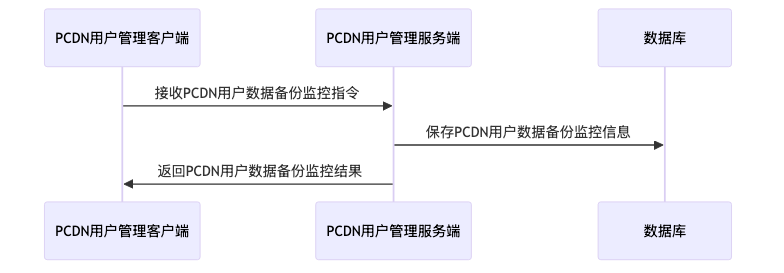 PCDN用户管理客户端
PCDN用户管理服务端
数据库
接收PCDN用户数据备份监控指令
保存PCDN用户数据备份监控信息
返回PCDN用户数据备份监控结果
PCDN用户管理客户端
PCDN用户管理服务端
数据库